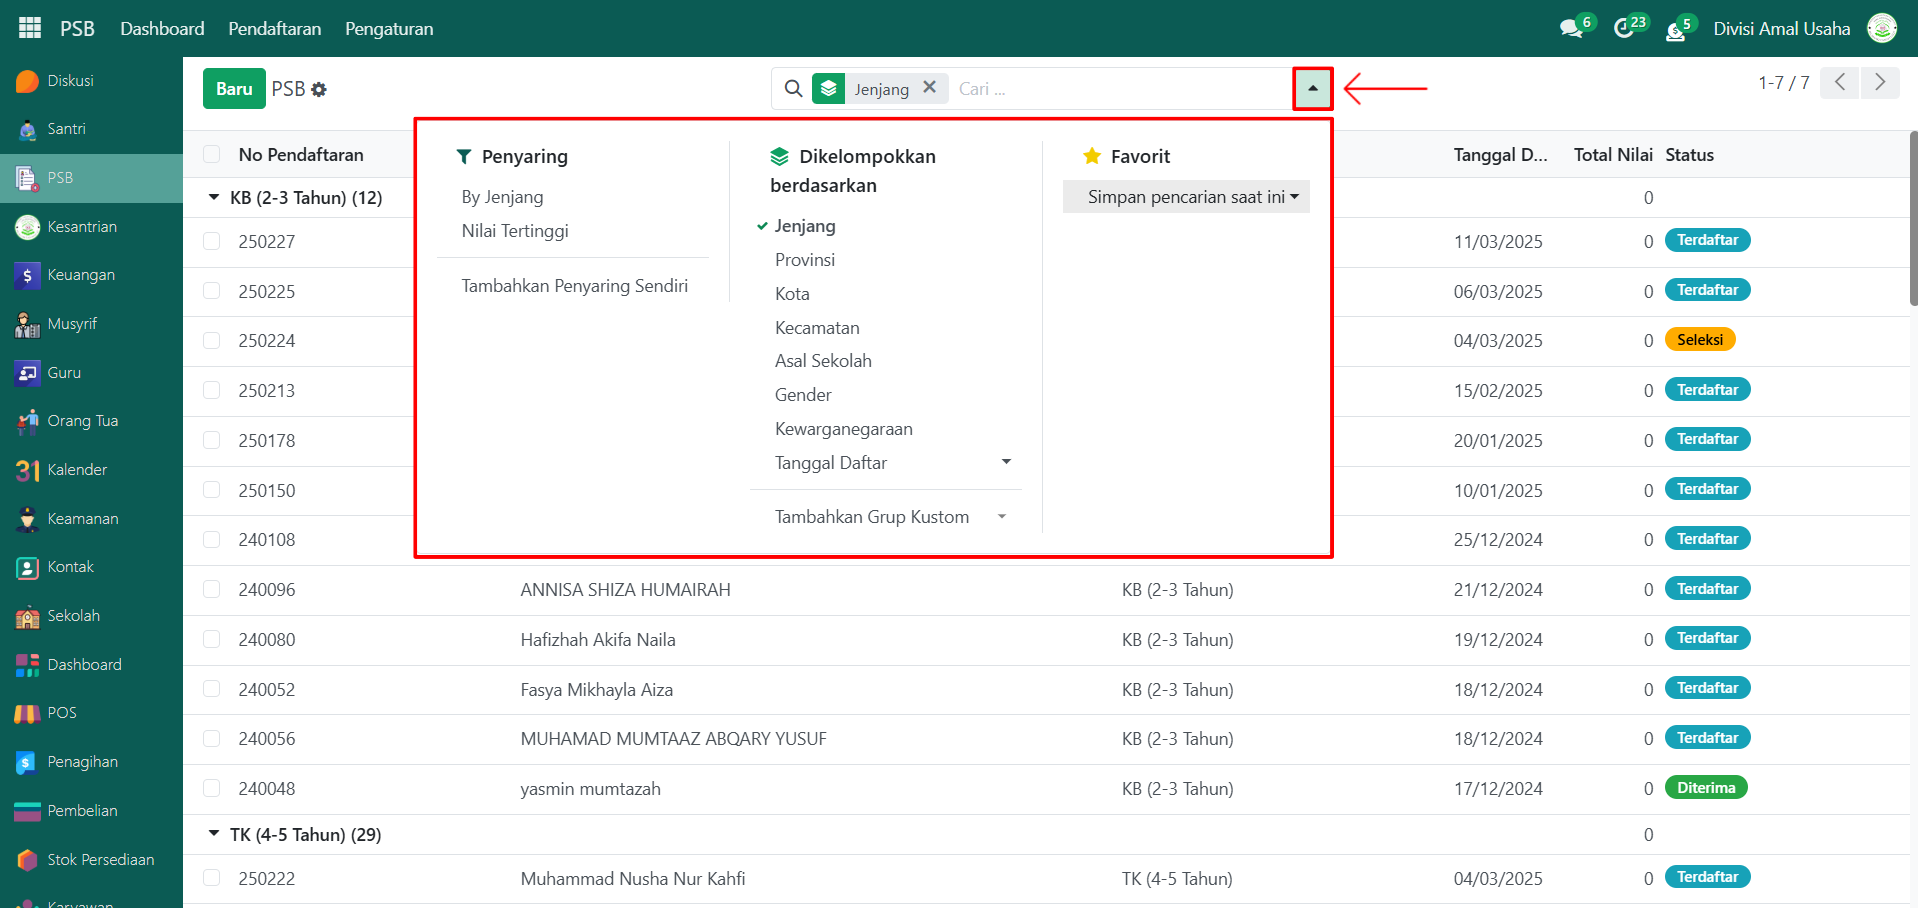 PSB Dashboard Pendaftaran Pengaturan 6 23 5 Divisi Amal Usaha
Diskusi
Santri
PSB
Kesantrian
Keuangan
Musyrif
Guru
Orang Tua
31 Kalender
Keamanan
Kontak
Sekolah
Dashboard
POS
Penagihan
Pembelian
Stok Persediaan
Karyawan
Baru PSB Jenjang Cari ... 1-7 / 7
No Pendaftaran Tanggal D... Total Nilai Status
Penyaring
By Jenjang
Nilai Tertinggi
Tambahkan Penyaring Sendiri
Dikelompokkan
berdasarkan
Jenjang
Provinsi
Kota
Kecamatan
Asal Sekolah
Gender
Kewarganegaraan
Tanggal Daftar
Tambahkan Grup Kustom
Favorit
Simpan pencarian saat ini
KB (2-3 Tahun) (12) 0
250227 11/03/2025 0 Terdaftar
250225 06/03/2025 0 Terdaftar
250224 04/03/2025 0 Seleksi
250213 15/02/2025 0 Terdaftar
250178 20/01/2025 0 Terdaftar
250150 10/01/2025 0 Terdaftar
240108 25/12/2024 0 Terdaftar
240096 ANNISA SHIZA HUMAIRAH KB (2-3 Tahun) 21/12/2024 0 Terdaftar
240080 Hafizhah Akifa Naila KB (2-3 Tahun) 19/12/2024 0 Terdaftar
240052 Fasya Mikhayla Aiza KB (2-3 Tahun) 18/12/2024 0 Terdaftar
240056 MUHAMAD MUMTAAZ ABQARY YUSUF KB (2-3 Tahun) 18/12/2024 0 Terdaftar
240048 yasmin mumtazah KB (2-3 Tahun) 17/12/2024 0 Diterima
TK (4-5 Tahun) (29) 0
250222 Muhammad Nusha Nur Kahfi TK (4-5 Tahun) 04/03/2025 0 Terdaftar